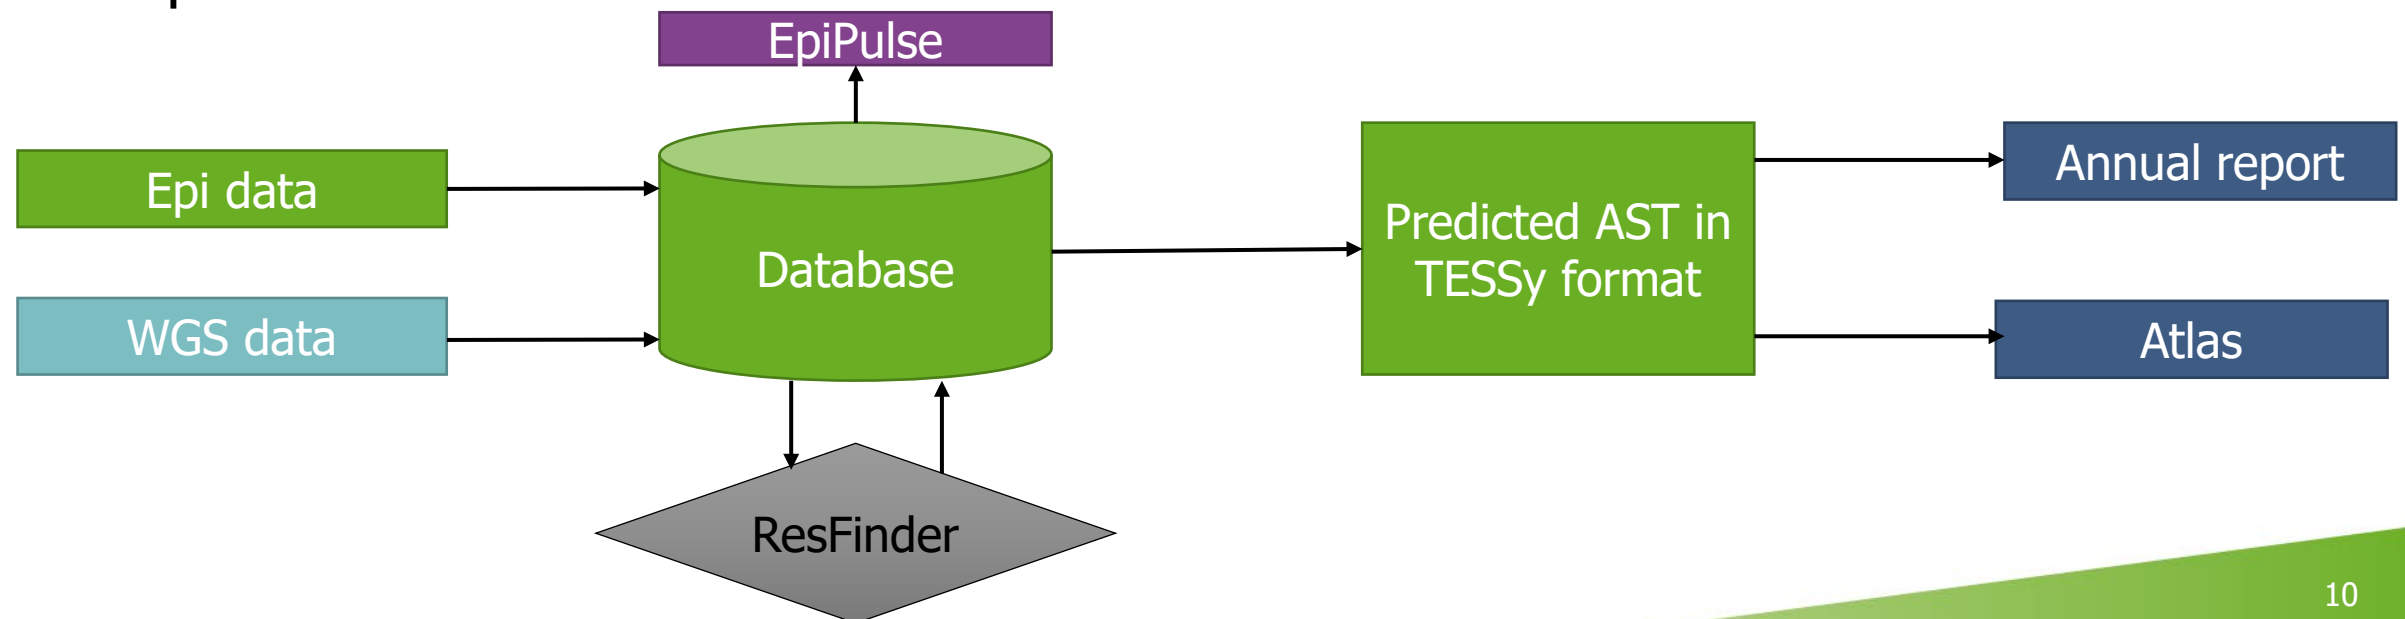 EpiPulse
Epi data
WGS data
Database
ResFinder
Predicted AST in
TESSy format
Annual report
Atlas
10